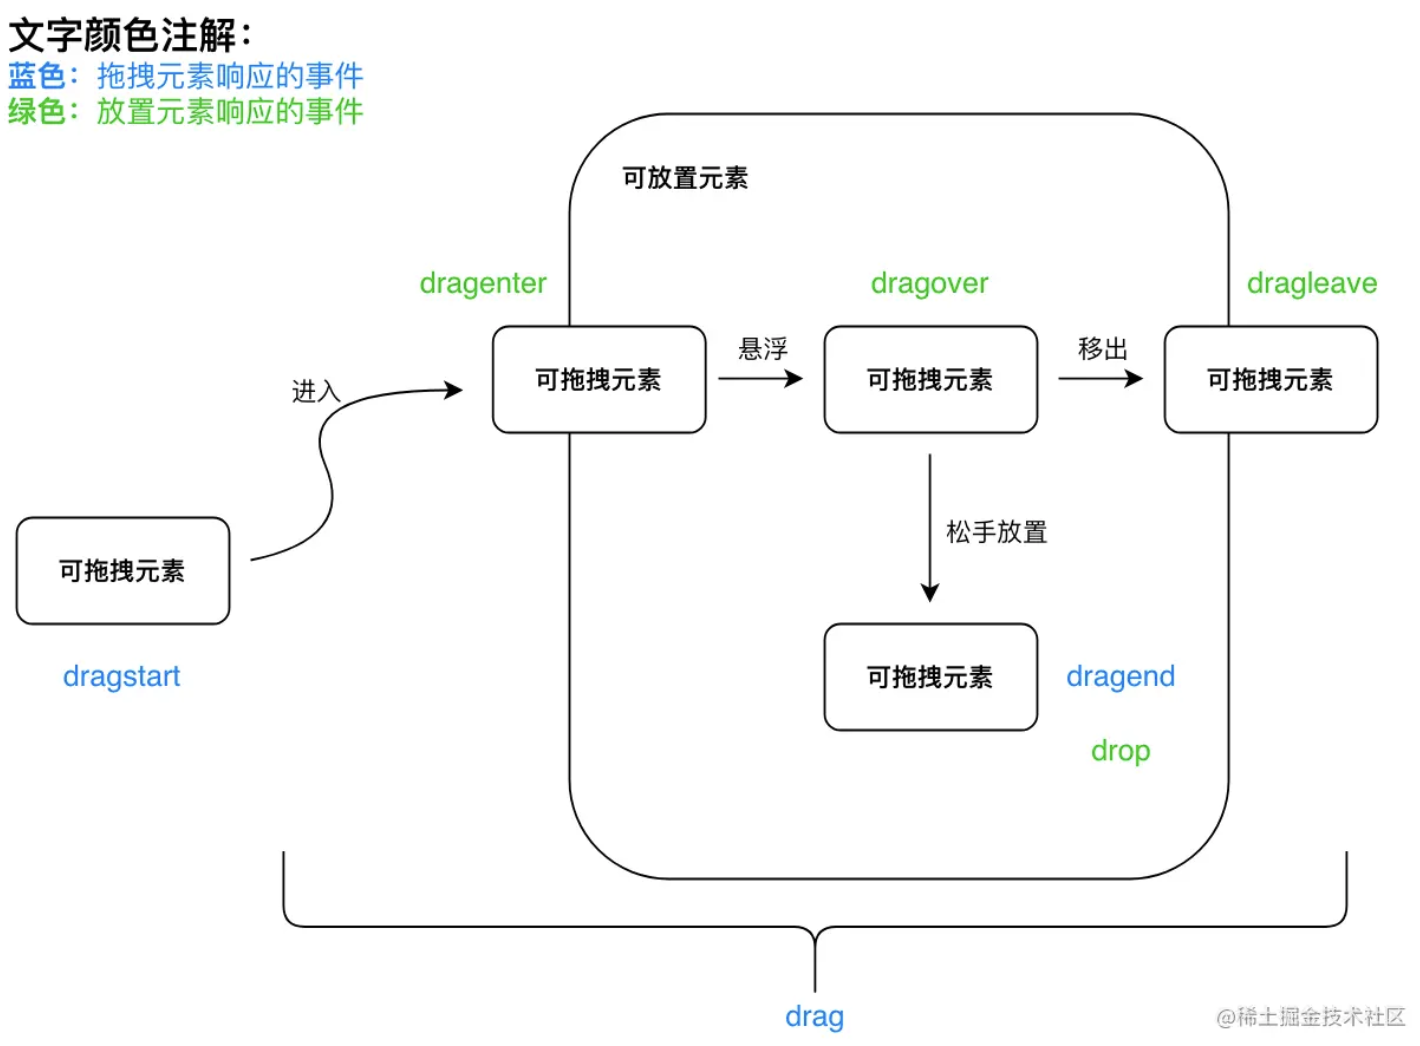 文字颜色注解：
蓝色：拖拽元素响应的事件
绿色：放置元素响应的事件
可放置元素
dragenter
dragover
dragleave
进入
可拖拽元素
悬浮
可拖拽元素
移出
可拖拽元素
松手放置
可拖拽元素
dragstart
可拖拽元素
dragend
drop
drag
@稀土掘金技术社区